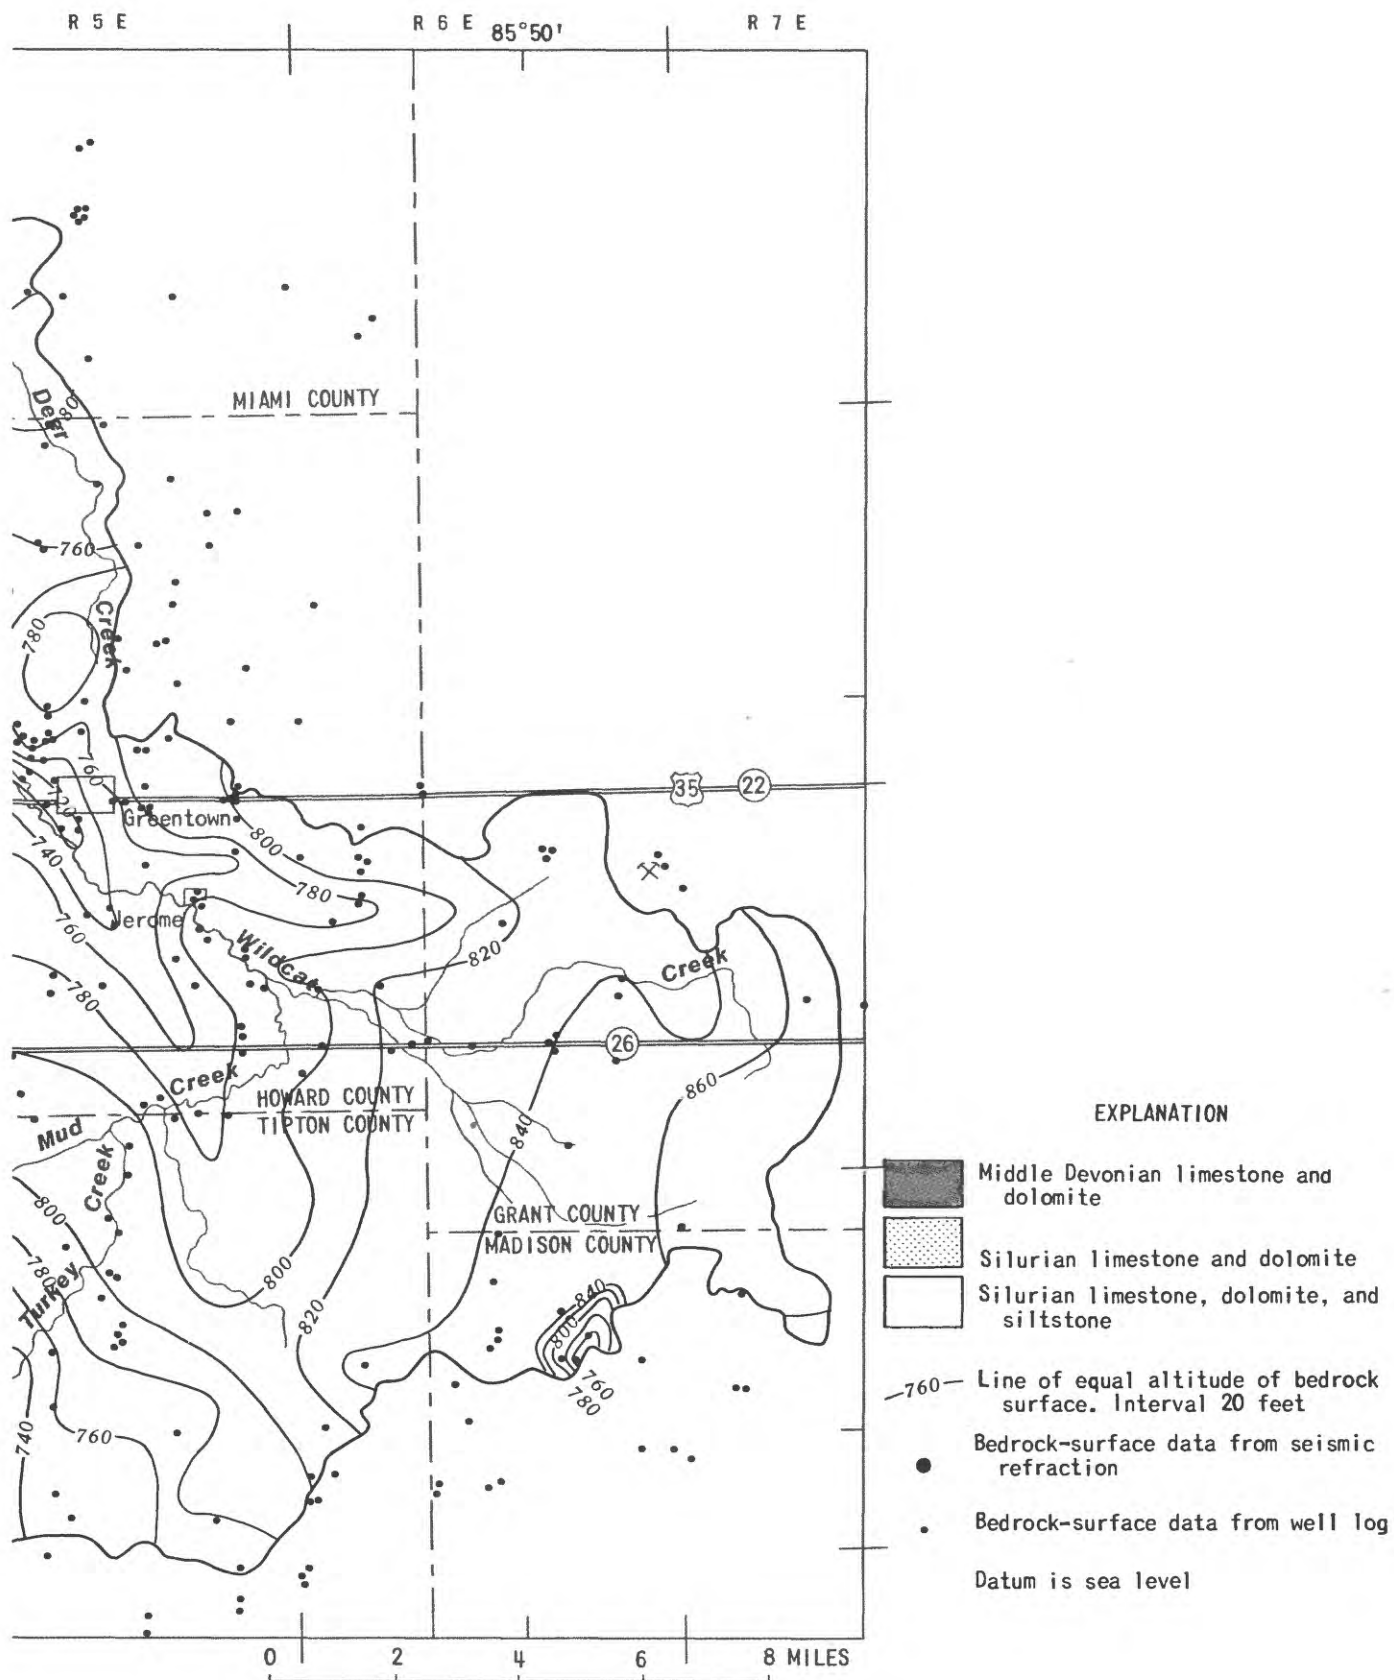 R 5 E
R 6 E
85°50'
R 7 E
Deer
80
MIAMI COUNTY
760
780
Creek
760
720
35
22
Greentown
740
800
780
Jerome
760
Wildcat
820
Creek
780
26
Creek
860
HOWARD COUNTY
TIPTON COUNTY
Mud
840
Creek
800
GRANT COUNTY
MADISON COUNTY
780
Turkey
800
820
840
800
760
780
740
760
EXPLANATION
Middle Devonian limestone and
dolomite
Silurian limestone and dolomite
Silurian limestone, dolomite, and
siltstone
760
Line of equal altitude of bedrock
surface. Interval 20 feet
Bedrock-surface data from seismic
refraction
Bedrock-surface data from well log
Datum is sea level
0 2 4 6 8 MILES